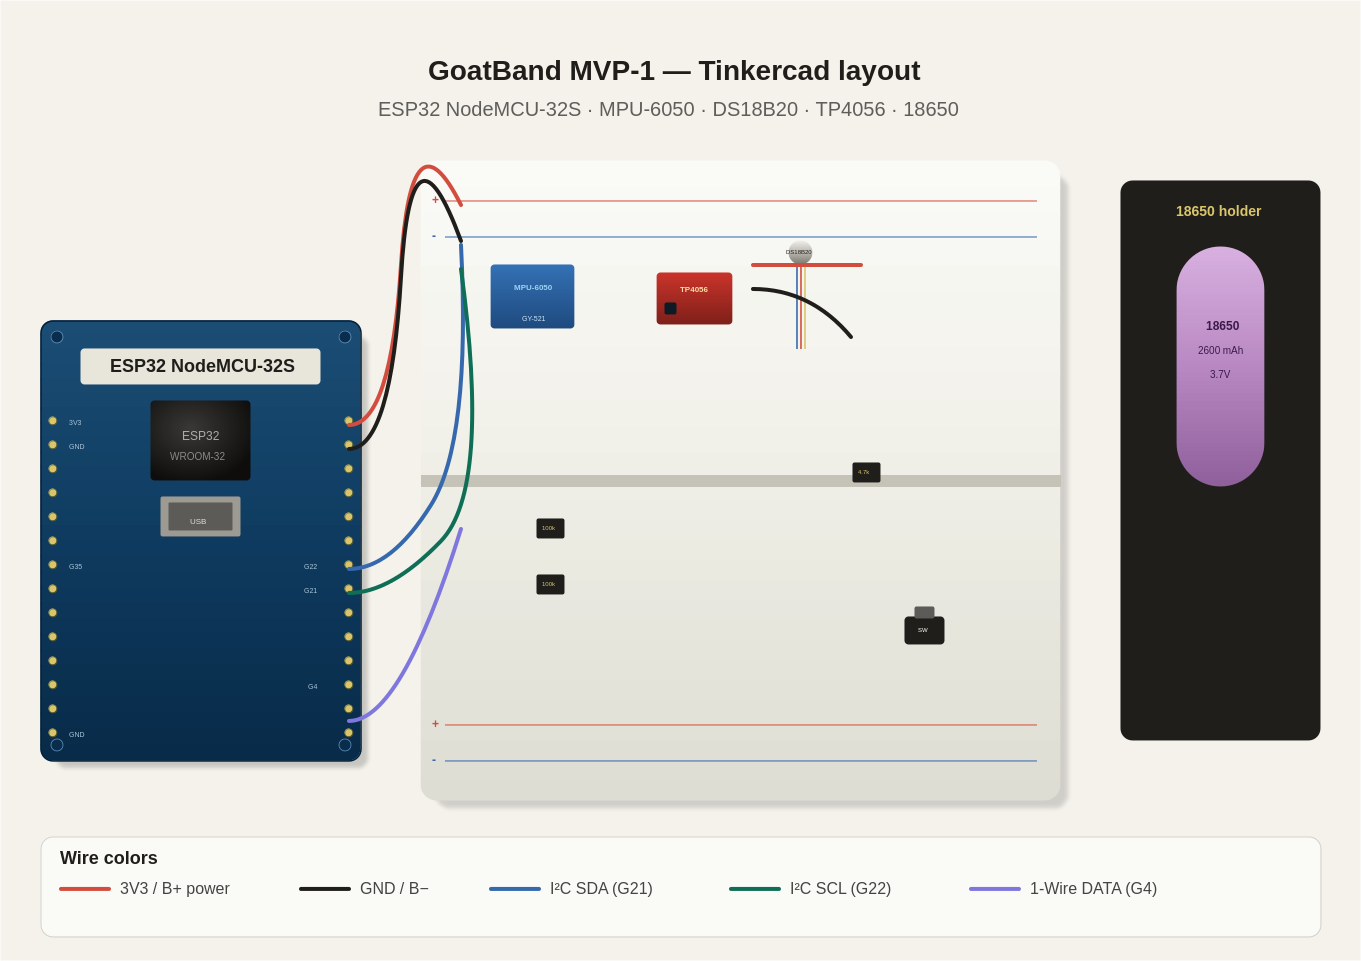 GoatBand MVP-1 — Tinkercad layout
ESP32 NodeMCU-32S · MPU-6050 · DS18B20 · TP4056 · 18650
ESP32 NodeMCU-32S
3V3
GND
ESP32
WROOM-32
USB
G35
G22
G21
G4
GND
+
-
MPU-6050
GY-521
TP4056
DS18B20
4.7k
100k
100k
SW
+
-
18650 holder
18650
2600 mAh
3.7V
Wire colors
3V3 / B+ power
GND / B−
I²C SDA (G21)
I²C SCL (G22)
1-Wire DATA (G4)